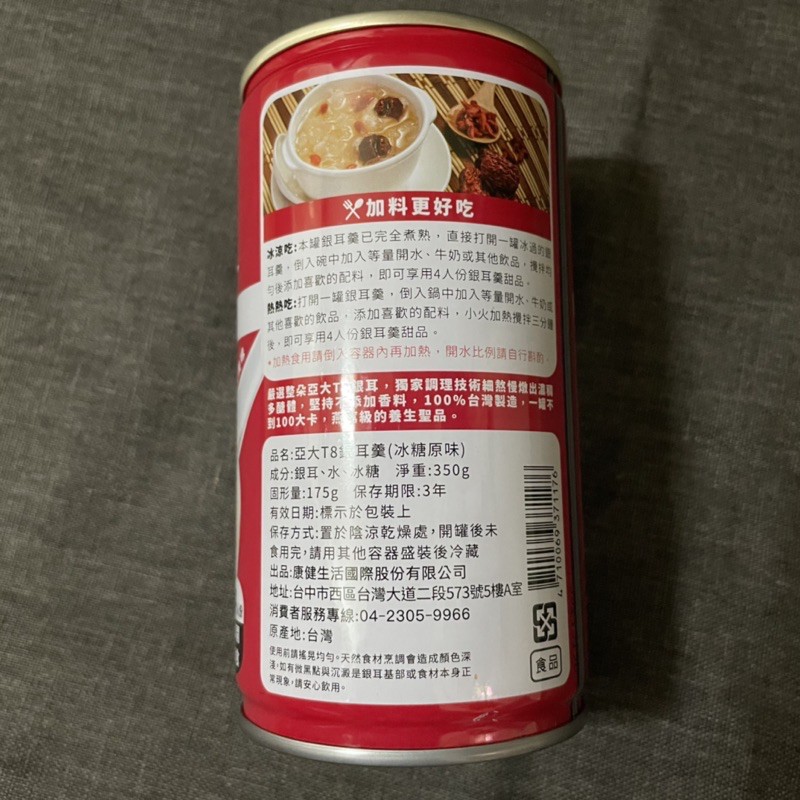 加料更好吃
冰涼吃:本罐銀耳羹已完全煮熟，直接打開一罐冰過的銀
耳羹，倒入碗中加入等量開水、牛奶或其他飲品，攪拌均
勻後添加喜歡的配料，即可享用4人份銀耳羹甜品。
熱熱吃:打開一罐銀耳羹，倒入鍋中加入等量開水、牛奶或
其他喜歡的飲品，添加喜歡的配料，小火加熱攪拌三分鐘
後，即可享用4人份銀耳羹甜品。
*加熱食用請倒入容器內再加熱，開水比例請自行斟酌
嚴選整朵亞大T8銀耳，獨家調理技術細熬慢燉出濃稠
多醣體，堅持不添加香料，100%台灣製造，一罐不
到100大卡，燕窩級的養生聖品。
品名:亞大T8銀耳羹(冰糖原味)
成分:銀耳、水、冰糖 淨重:350g
固形量:175g 保存期限:3年
有效日期:標示於包裝上
保存方式:置於陰涼乾燥處，開罐後未
食用完，請用其他容器盛裝後冷藏
出品:康健生活國際股份有限公司
地址:台中市西區台灣大道二段573號5樓A室
消費者服務專線:04-2305-9966
原產地:台灣
使用前請搖晃均勻。天然食材烹調會造成顏色深
淺，如有微黑點與沉澱是銀耳基部或食材本身正
常現象，請安心飲用。
4 710069 371176
食品